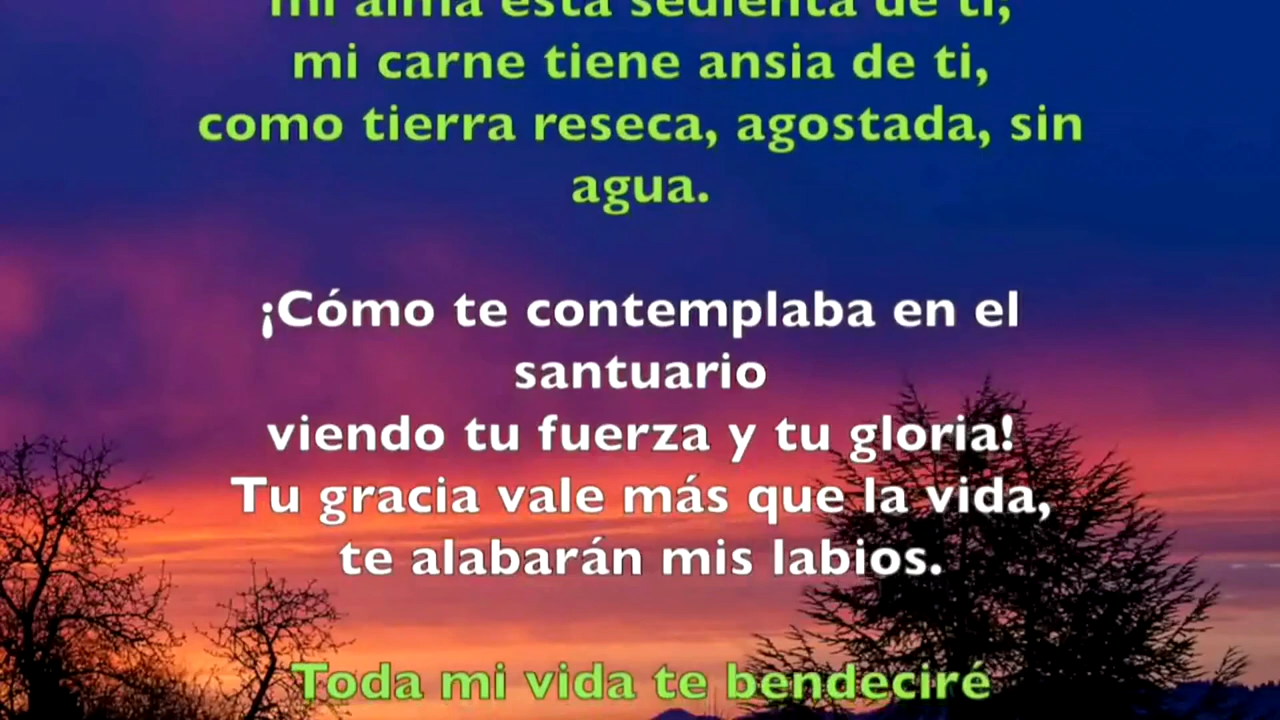 mi alma está sedienta de ti,
mi carne tiene ansia de ti,
como tierra reseca, agostada, sin
agua.
¡Cómo te contemplaba en el
santuario
viendo tu fuerza y tu gloria!
Tu gracia vale más que la vida,
te alabarán mis labios.
Toda mi vida te bendeciré